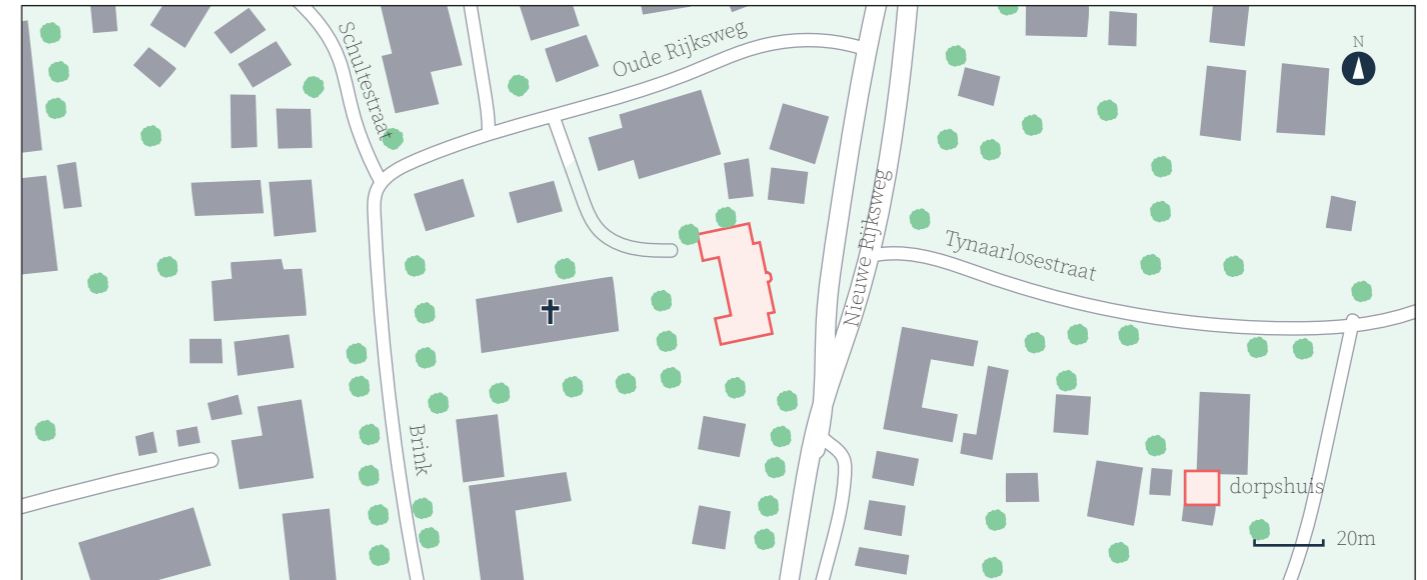 Schultestraat
Oude Rijksweg
N
Nieuwe Rijksweg
Tynaarlosestraat
Brink
dorpshuis
20m